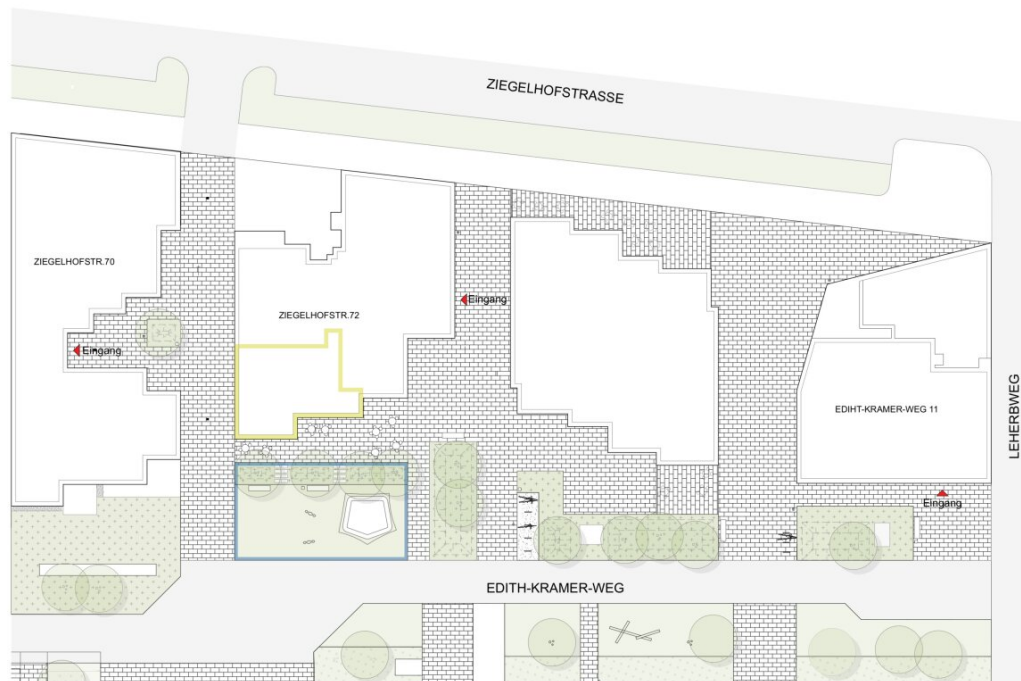 ZIEGELHOFSTRASSE
ZIEGELHOFSTR.70
ZIEGELHOFSTR.72
Eingang
Eingang
EDIHT-KRAMER-WEG 11
LEHERBWEG
Eingang
EDITH-KRAMER-WEG